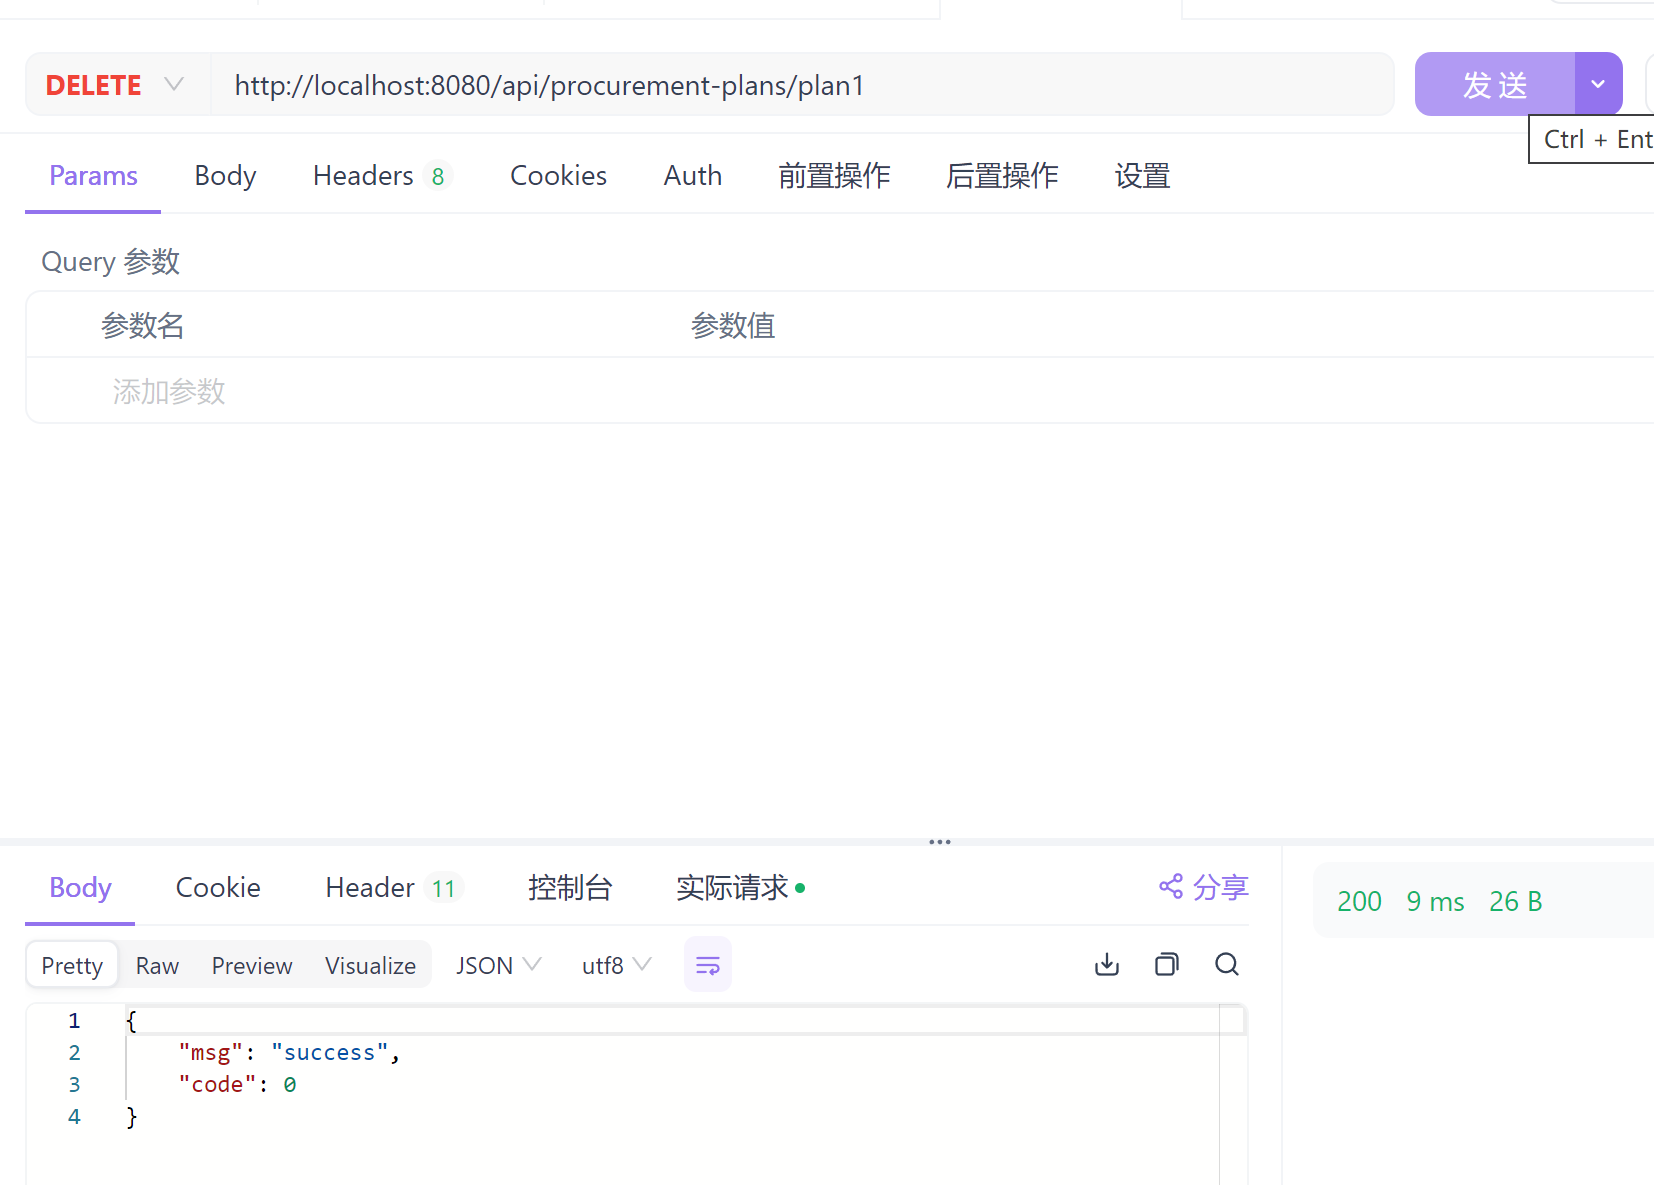 DELETE http://localhost:8080/api/procurement-plans/plan1 发送
Ctrl + Ent
Params Body Headers 8 Cookies Auth 前置操作 后置操作 设置
Query 参数
参数名 参数值
添加参数
Body Cookie Header 11 控制台 实际请求 分享
200 9 ms 26 B
Pretty Raw Preview Visualize JSON utf8
1 {
2 "msg": "success",
3 "code": 0
4 }